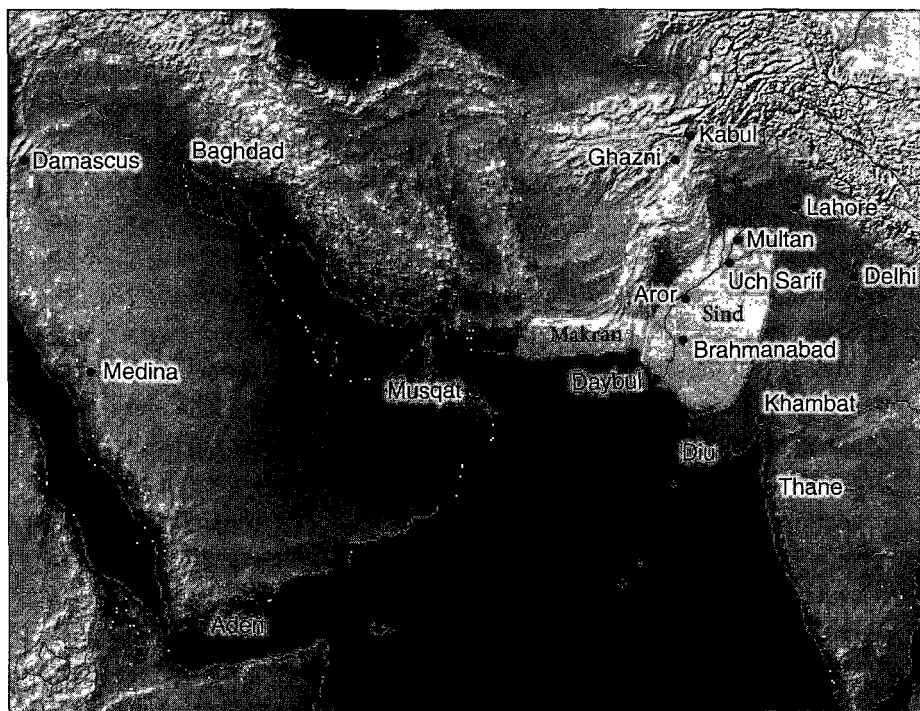 Kabul
Baghdad
Damascus
Ghazni
Lahore
Multan
Uch Sarif
Delhi
Aror
Sind
Makran
Brahmanabad
Medina
Daybul
Musqat
Khambat
Diu
Thane
Aden